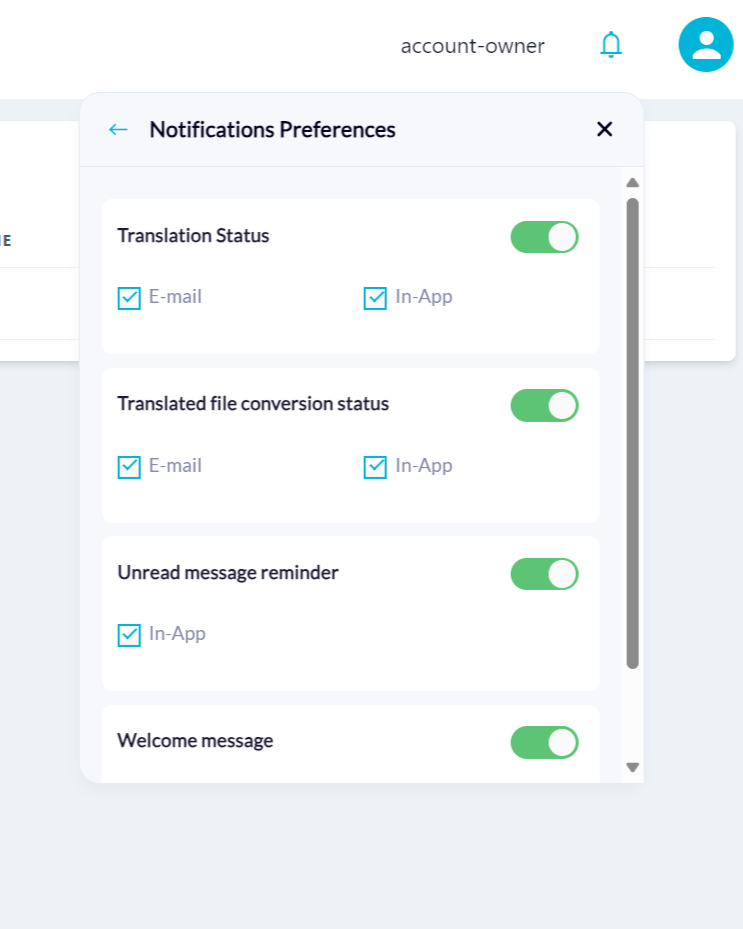 account-owner
Notifications Preferences
Translation Status
E-mail In-App
Translated file conversion status
E-mail In-App
Unread message reminder
In-App
Welcome message